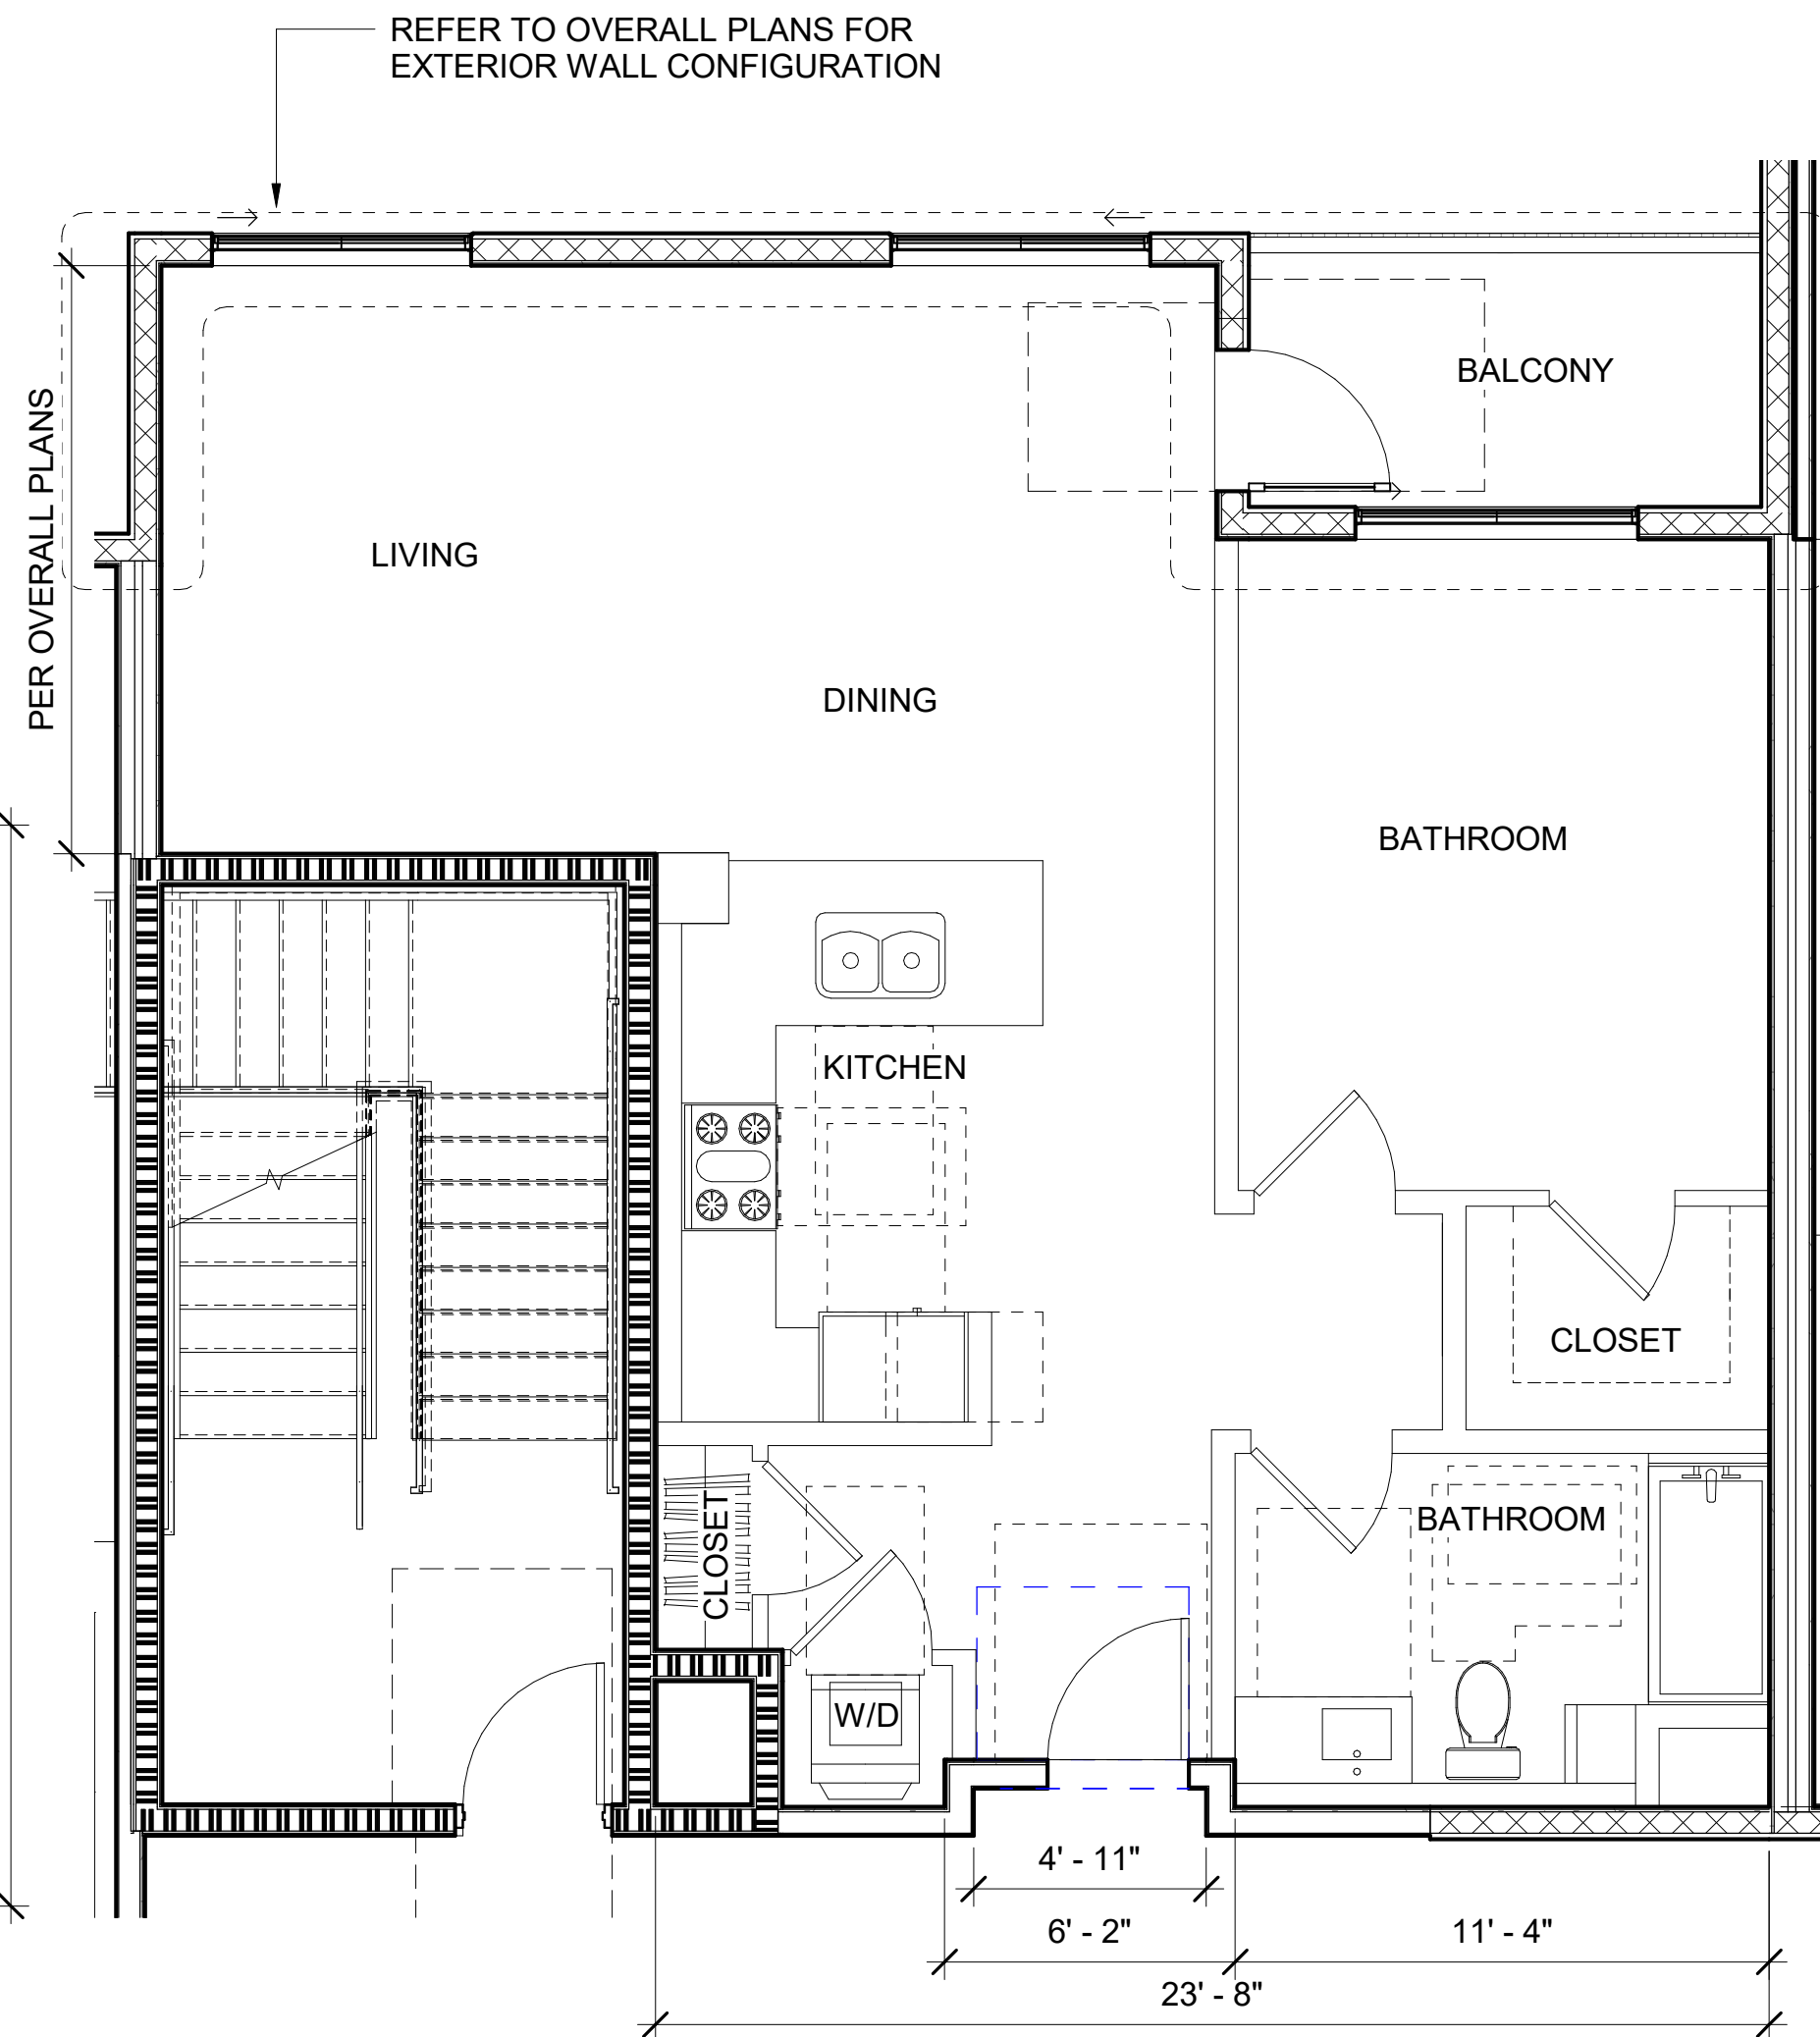 REFER TO OVERALL PLANS FOR
EXTERIOR WALL CONFIGURATION
BALCONY
PER OVERALL PLANS
LIVING
DINING
BATHROOM
KITCHEN
CLOSET
CLOSET
BATHROOM
W/D
4' - 11"
6' - 2"
11' - 4"
23' - 8"